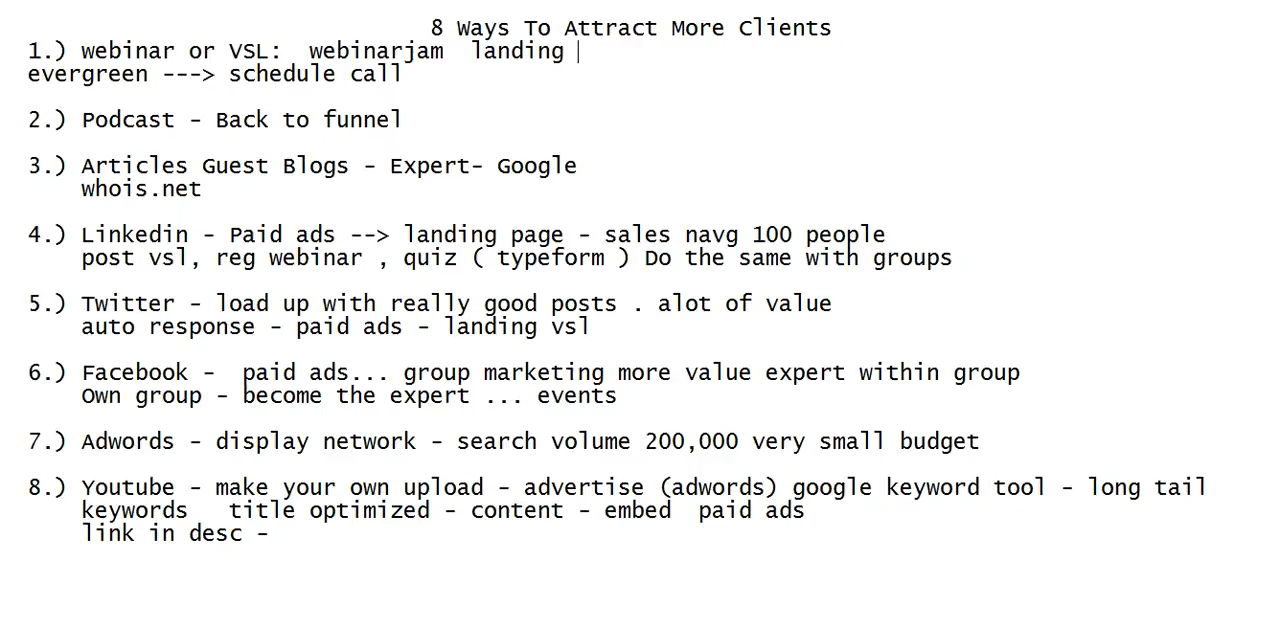 8 Ways To Attract More Clients
1.) webinar or VSL:  webinarjam  landing
evergreen ---> schedule call
2.) Podcast - Back to funnel
3.) Articles Guest Blogs - Expert- Google
whois.net
4.) Linkedin - Paid ads --> landing page - sales navg 100 people
post vsl, reg webinar , quiz ( typeform ) Do the same with groups
5.) Twitter - load up with really good posts . alot of value
auto response - paid ads - landing vsl
6.) Facebook -  paid ads... group marketing more value expert within group
Own group - become the expert ... events
7.) Adwords - display network - search volume 200,000 very small budget
8.) Youtube - make your own upload - advertise (adwords) google keyword tool - long tail
keywords   title optimized - content - embed  paid ads
link in desc -